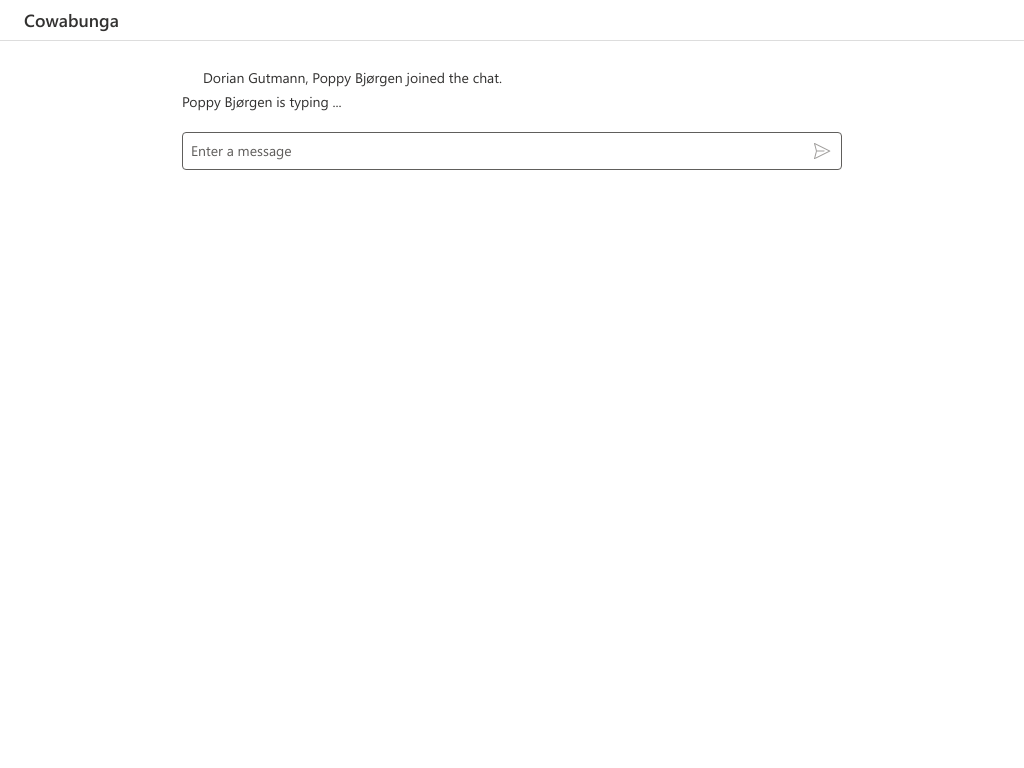 Cowabunga
Dorian Gutmann, Poppy Bjørgen joined the chat.
Poppy Bjørgen is typing ...
Enter a message